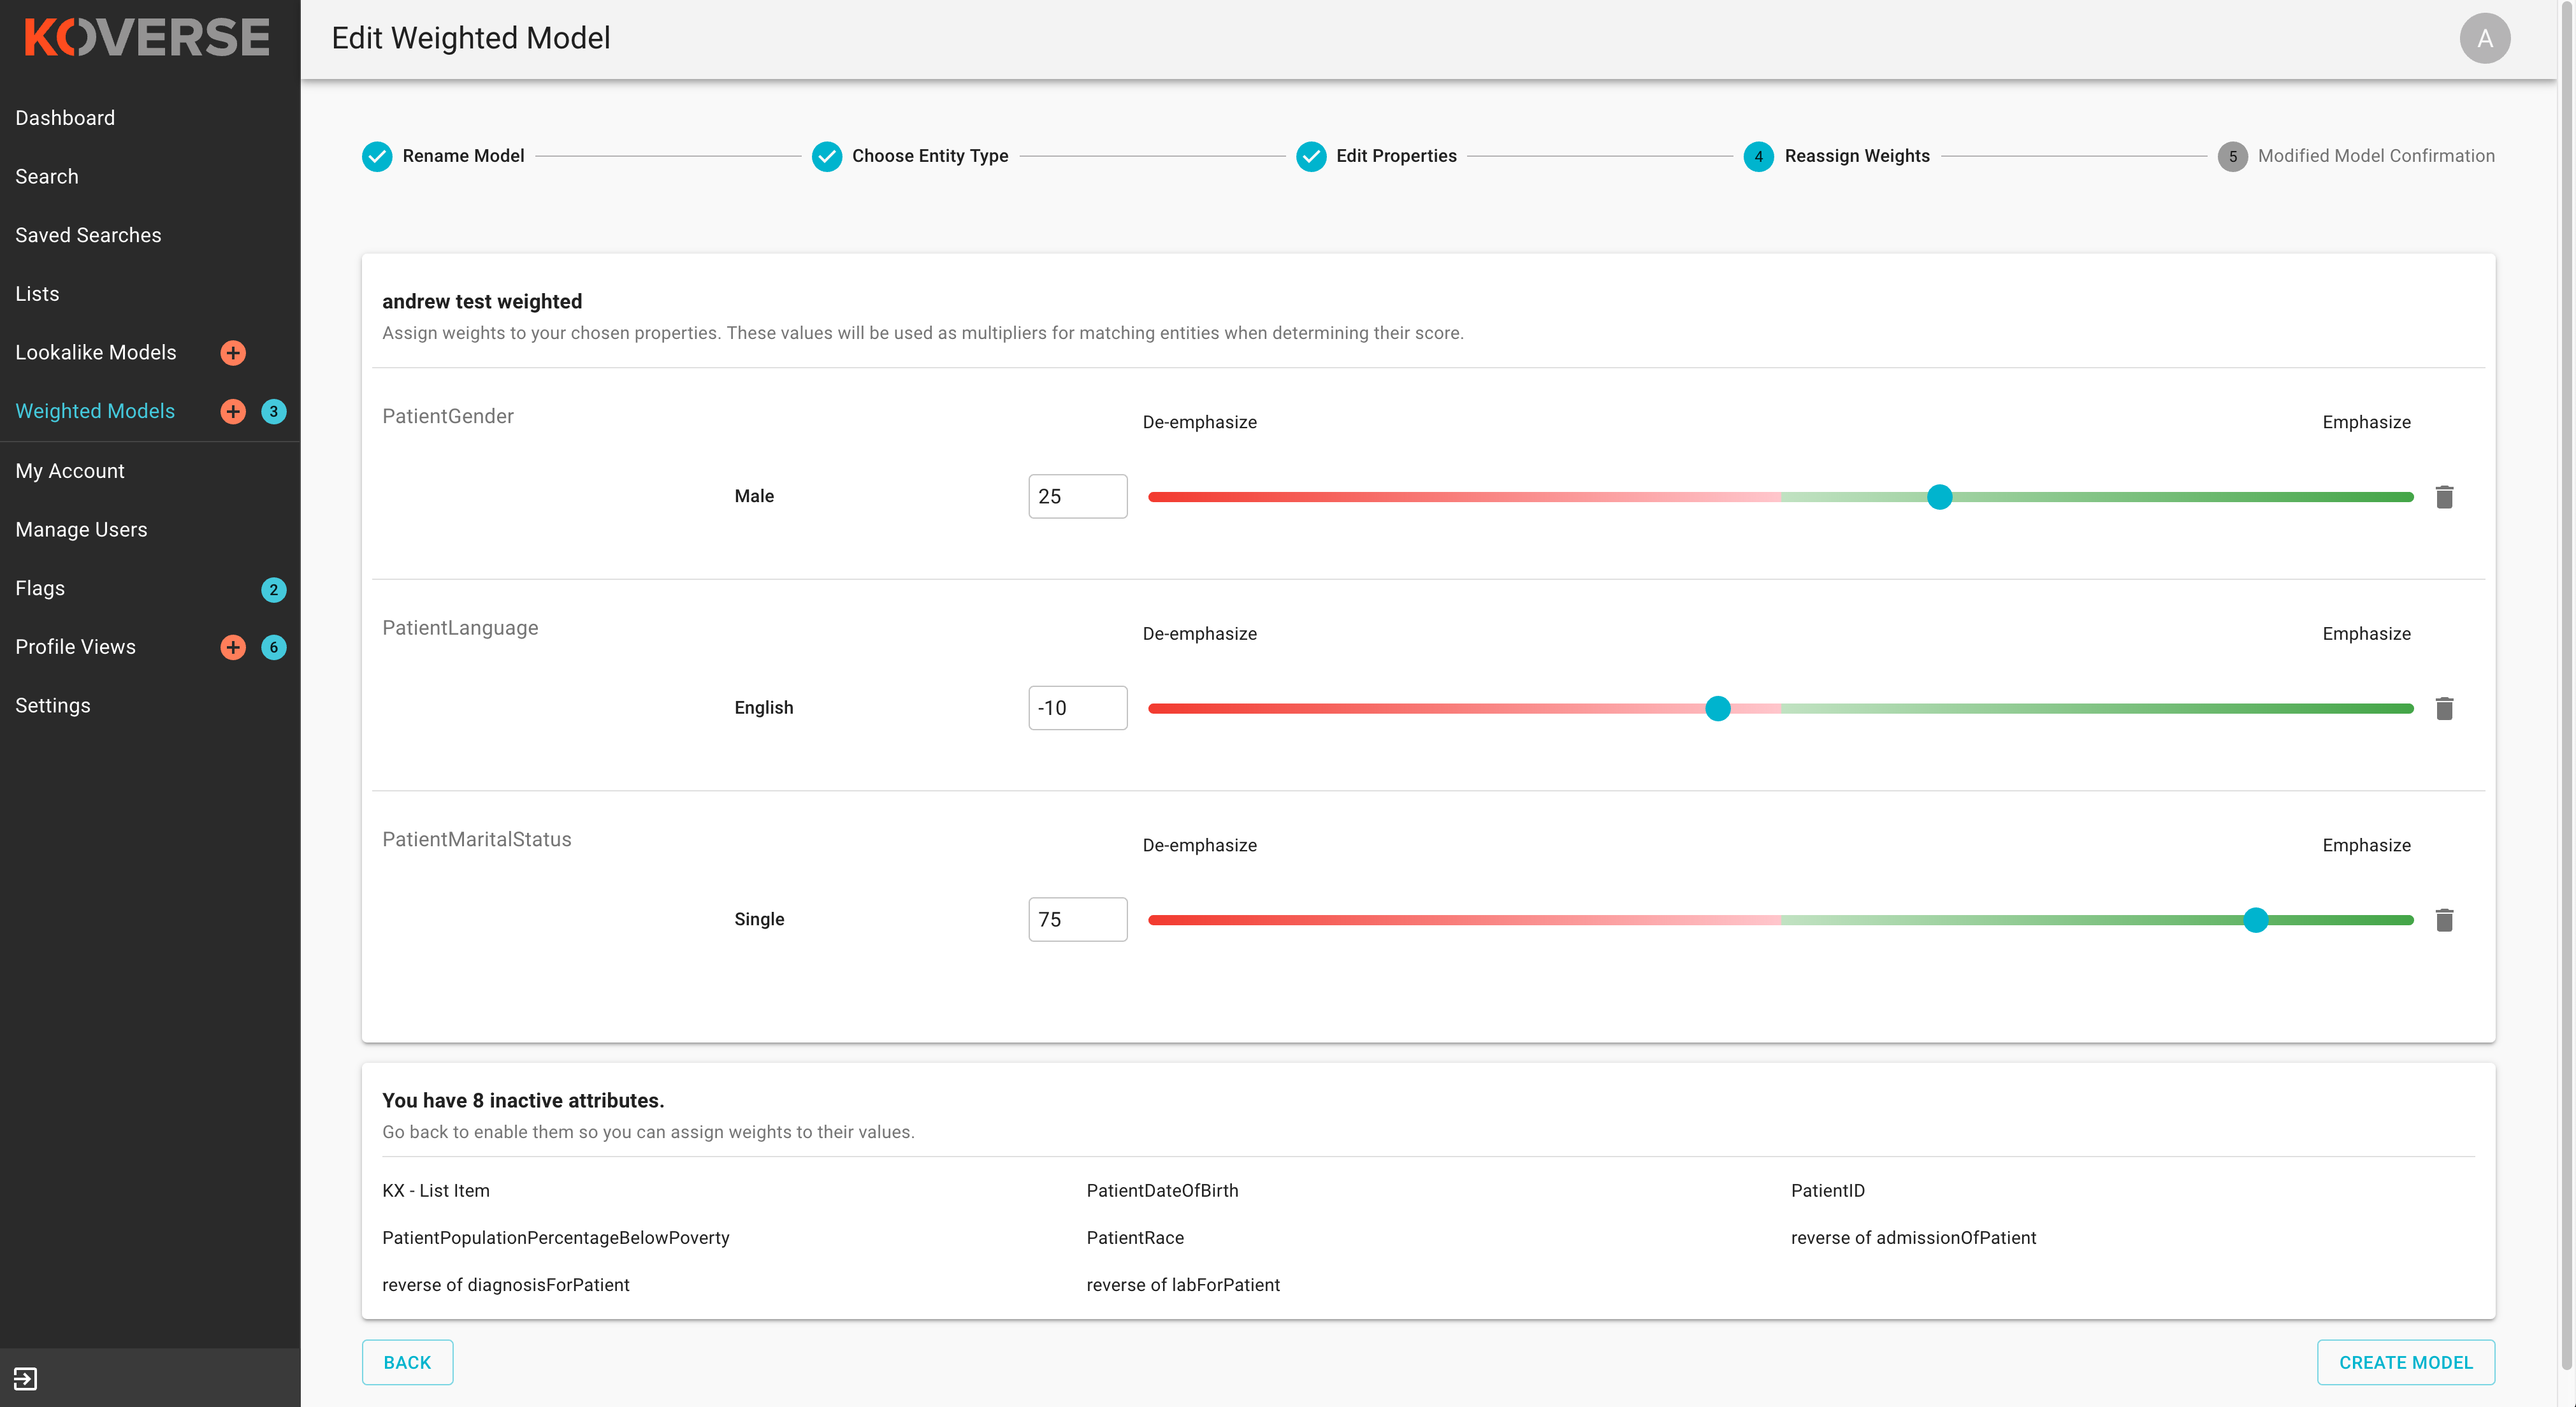 KOVERSE
Edit Weighted Model
A
Dashboard
Search
Saved Searches
Lists
Lookalike Models
Weighted Models 3
My Account
Manage Users
Flags 2
Profile Views 6
Settings
Rename Model Choose Entity Type Edit Properties 4 Reassign Weights 5 Modified Model Confirmation
andrew test weighted
Assign weights to your chosen properties. These values will be used as multipliers for matching entities when determining their score.
PatientGender De-emphasize Emphasize
Male 25
PatientLanguage De-emphasize Emphasize
English -10
PatientMaritalStatus De-emphasize Emphasize
Single 75
You have 8 inactive attributes.
Go back to enable them so you can assign weights to their values.
KX - List Item PatientDateOfBirth PatientID
PatientPopulationPercentageBelowPoverty PatientRace reverse of admissionOfPatient
reverse of diagnosisForPatient reverse of labForPatient
BACK CREATE MODEL